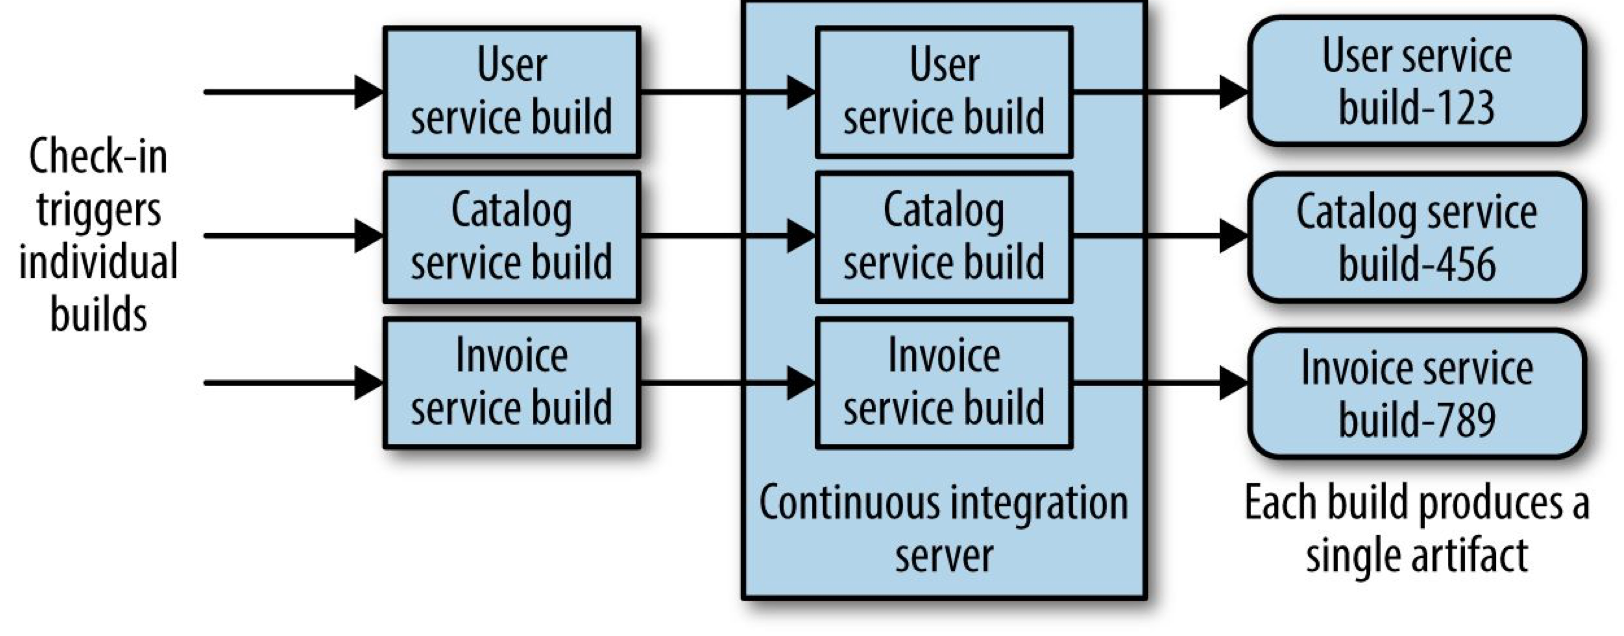 Check-in
triggers
individual
builds
User
service build
Catalog
service build
Invoice
service build
User
service build
Catalog
service build
Invoice
service build
Continuous integration
server
User service
build-123
Catalog service
build-456
Invoice service
build-789
Each build produces a
single artifact